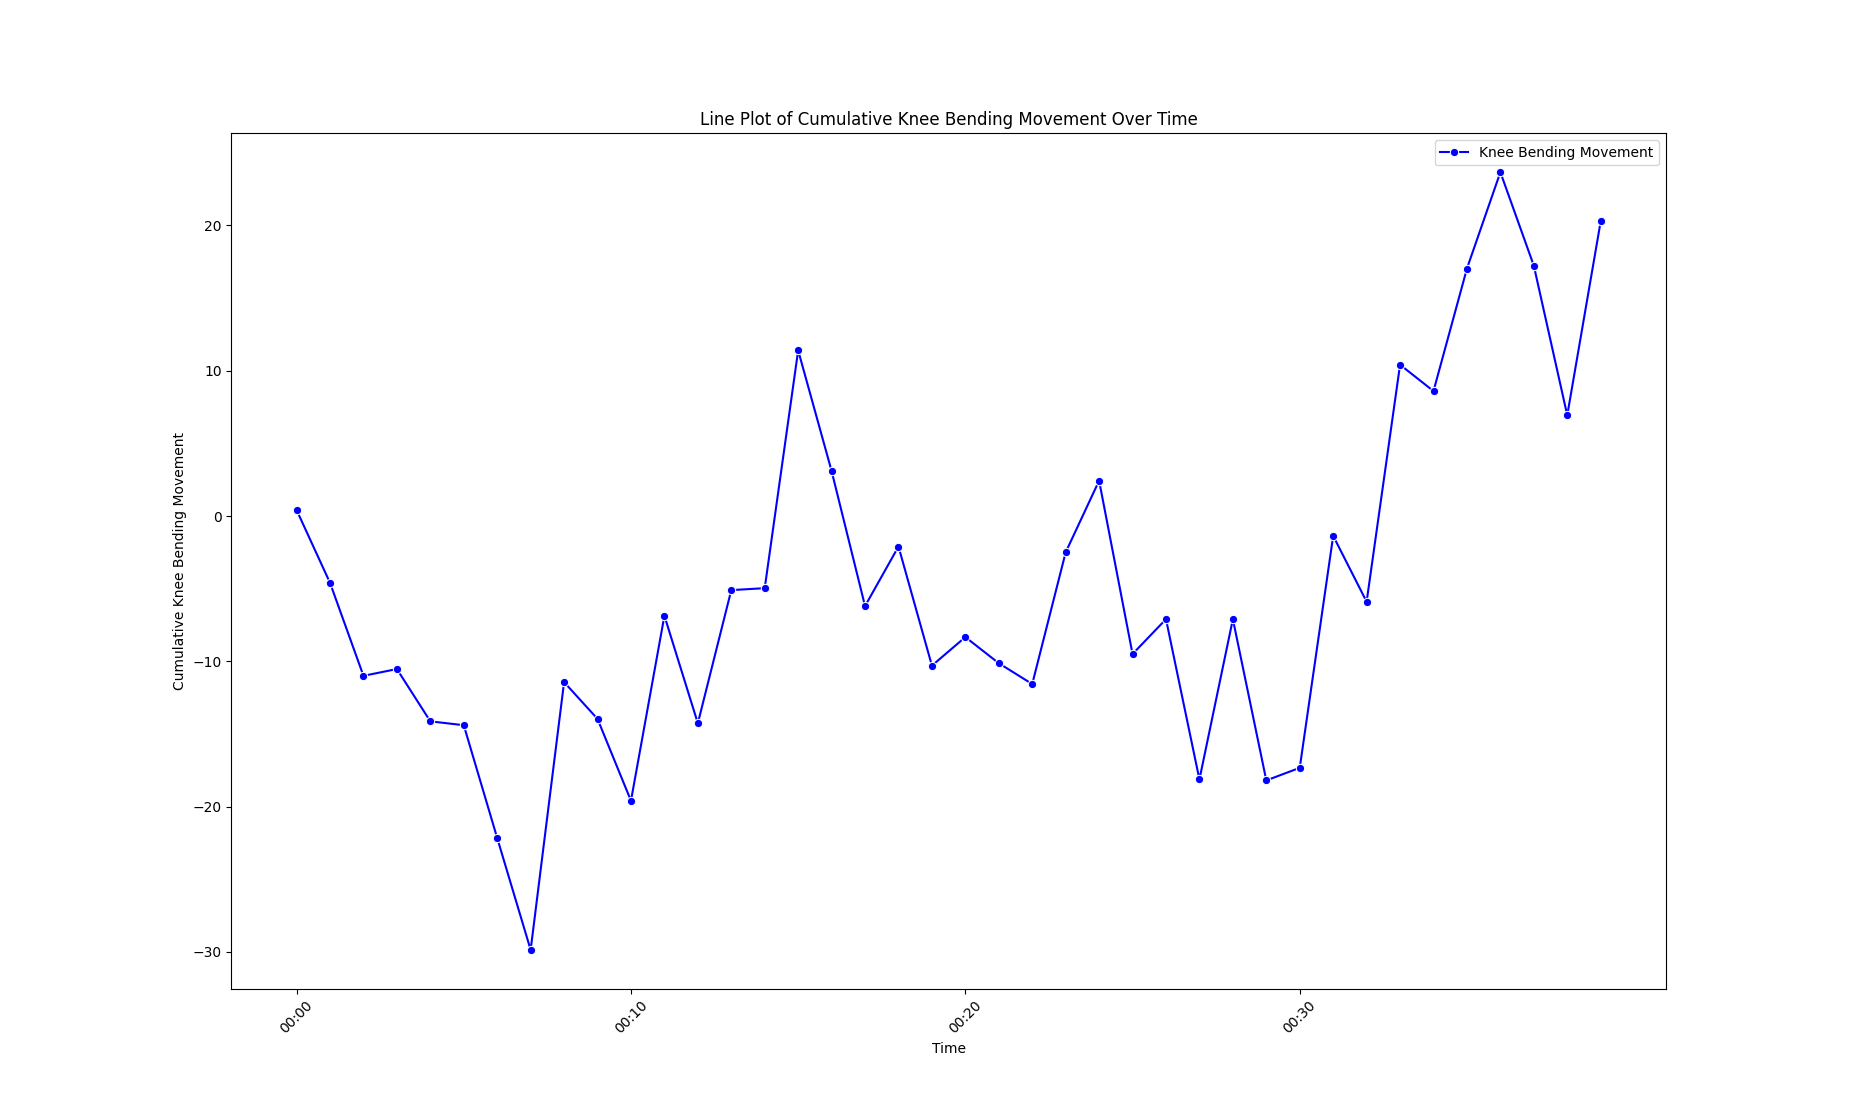 Line Plot of Cumulative Knee Bending Movement Over Time
Knee Bending Movement
20
10
0
−10
−20
−30
Cumulative Knee Bending Movement
00:00
00:10
00:20
00:30
Time